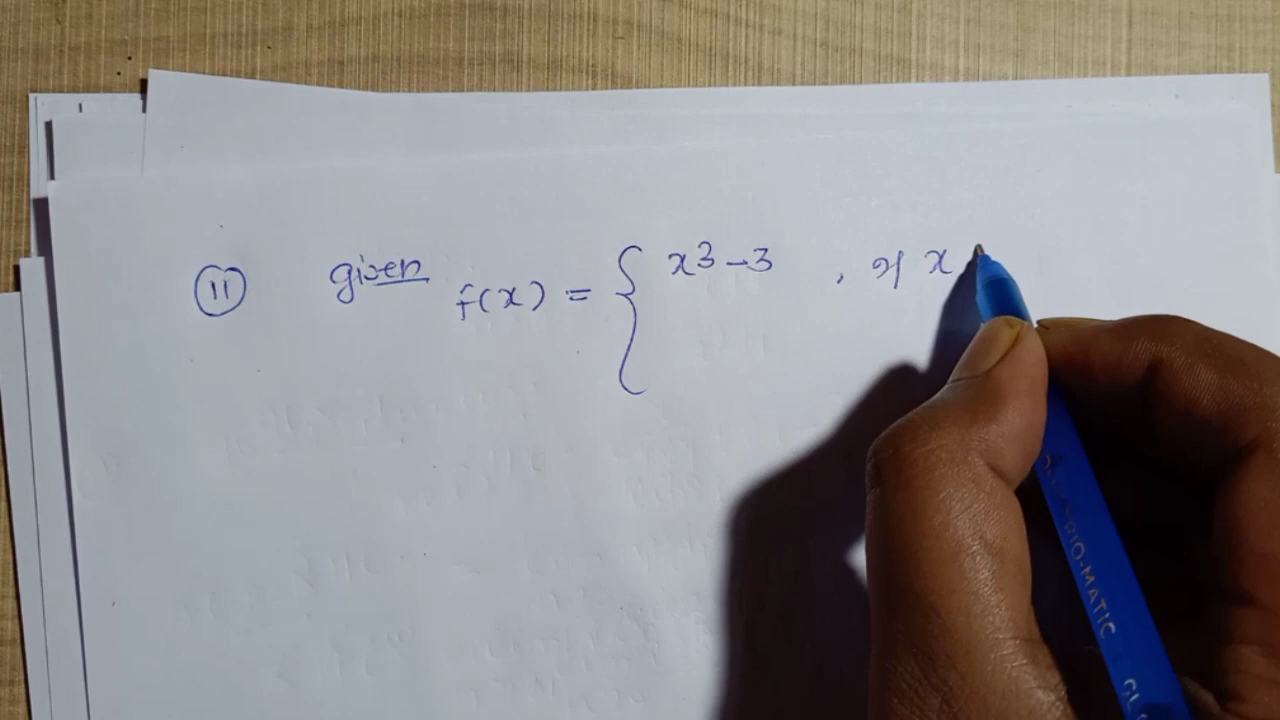 11 given f(x) = { x³-3 , if x